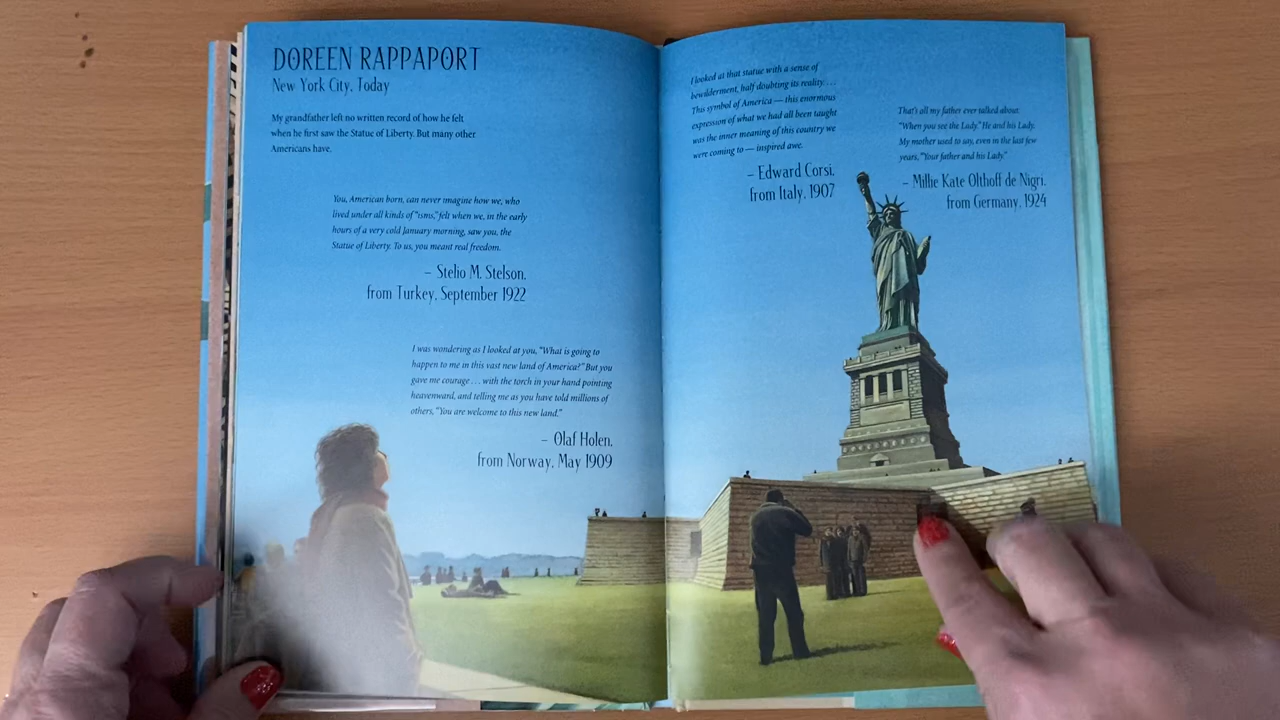 DOREEN RAPPAPORT
New York City, Today
My grandfather left no written record of how he felt
when he first saw the Statue of Liberty. But many other
Americans have.
You, American born, can never imagine how we, who
lived under all kinds of "isms," felt when we, in the early
hours of a very cold January morning, saw you, the
Statue of Liberty. To us, you meant real freedom.
– Stelio M. Stelson,
from Turkey, September 1922
I was wondering as I looked at you, "What is going to
happen to me in this vast new land of America?" But you
gave me courage . . . with the torch in your hand pointing
heavenward, and telling me as you have told millions of
others, "You are welcome to this new land."
– Olaf Holen,
from Norway, May 1909
I looked at that statue with a sense of
bewilderment, half doubting its reality. . . .
This symbol of America — this enormous
expression of what we had all been taught
was the inner meaning of this country we
were coming to — inspired awe.
– Edward Corsi,
from Italy, 1907
That's all my father ever talked about.
"When you see the Lady." He and his Lady.
My mother used to say, even in the last few
years, "Your father and his Lady."
– Millie Kate Olthoff de Nigri,
from Germany, 1924